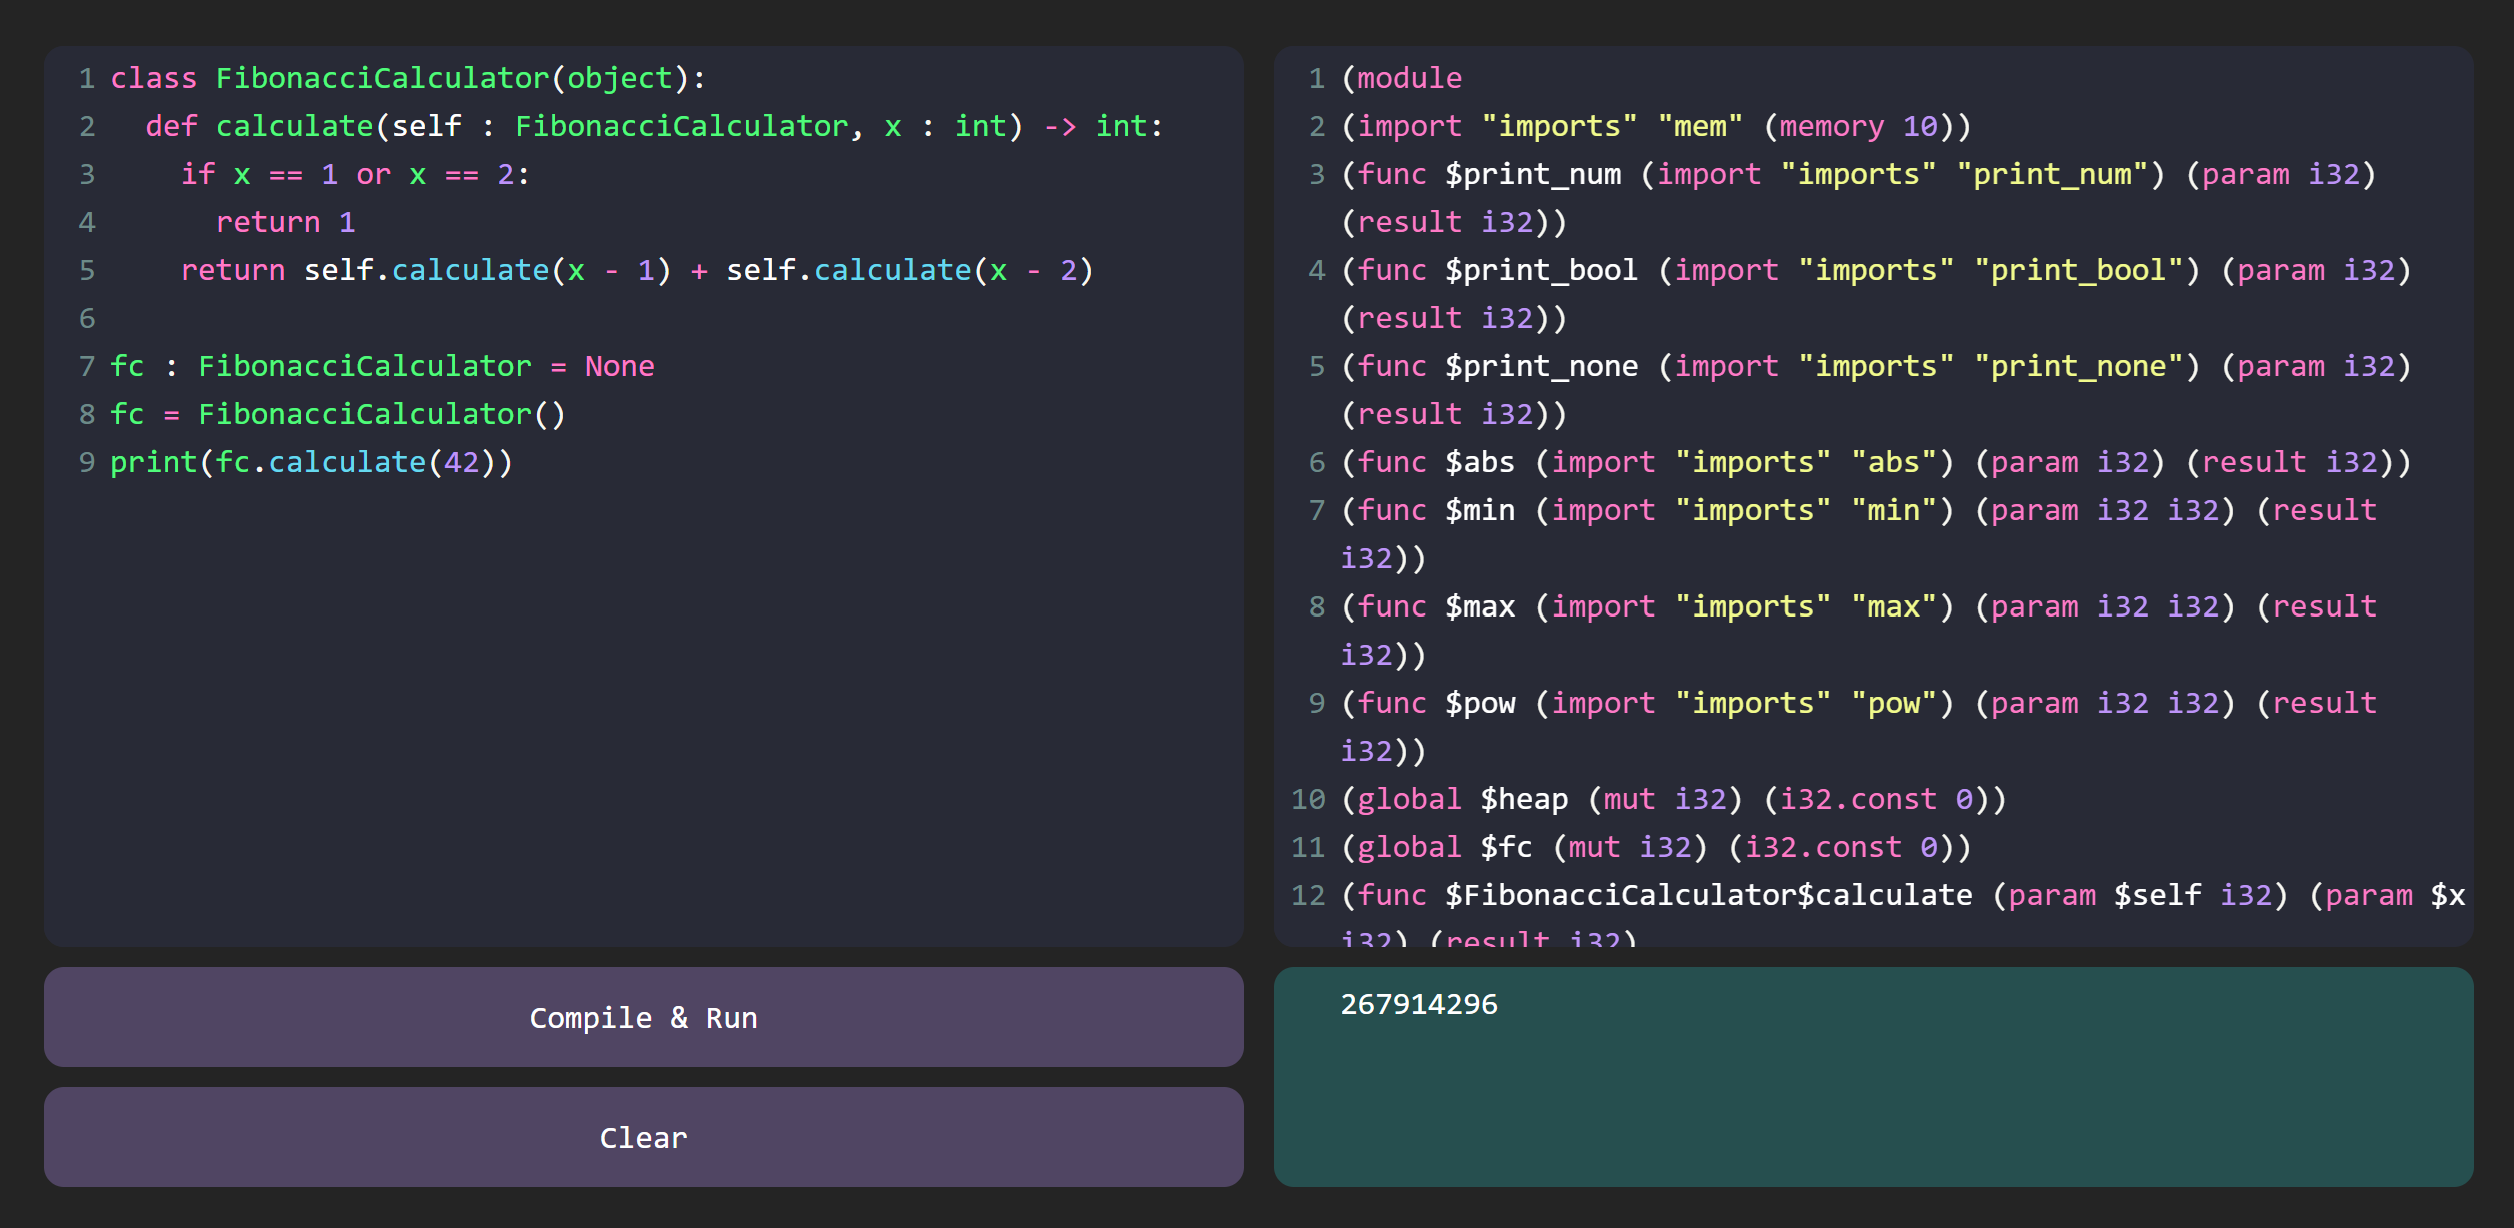 1 class FibonacciCalculator(object):
2   def calculate(self : FibonacciCalculator, x : int) -> int:
3     if x == 1 or x == 2:
4       return 1
5     return self.calculate(x - 1) + self.calculate(x - 2)
6
7 fc : FibonacciCalculator = None
8 fc = FibonacciCalculator()
9 print(fc.calculate(42))
Compile & Run
Clear
1 (module
2 (import "imports" "mem" (memory 10))
3 (func $print_num (import "imports" "print_num") (param i32)
(result i32))
4 (func $print_bool (import "imports" "print_bool") (param i32)
(result i32))
5 (func $print_none (import "imports" "print_none") (param i32)
(result i32))
6 (func $abs (import "imports" "abs") (param i32) (result i32))
7 (func $min (import "imports" "min") (param i32 i32) (result
i32))
8 (func $max (import "imports" "max") (param i32 i32) (result
i32))
9 (func $pow (import "imports" "pow") (param i32 i32) (result
i32))
10 (global $heap (mut i32) (i32.const 0))
11 (global $fc (mut i32) (i32.const 0))
12 (func $FibonacciCalculator$calculate (param $self i32) (param $x
i32) (result i32)
267914296